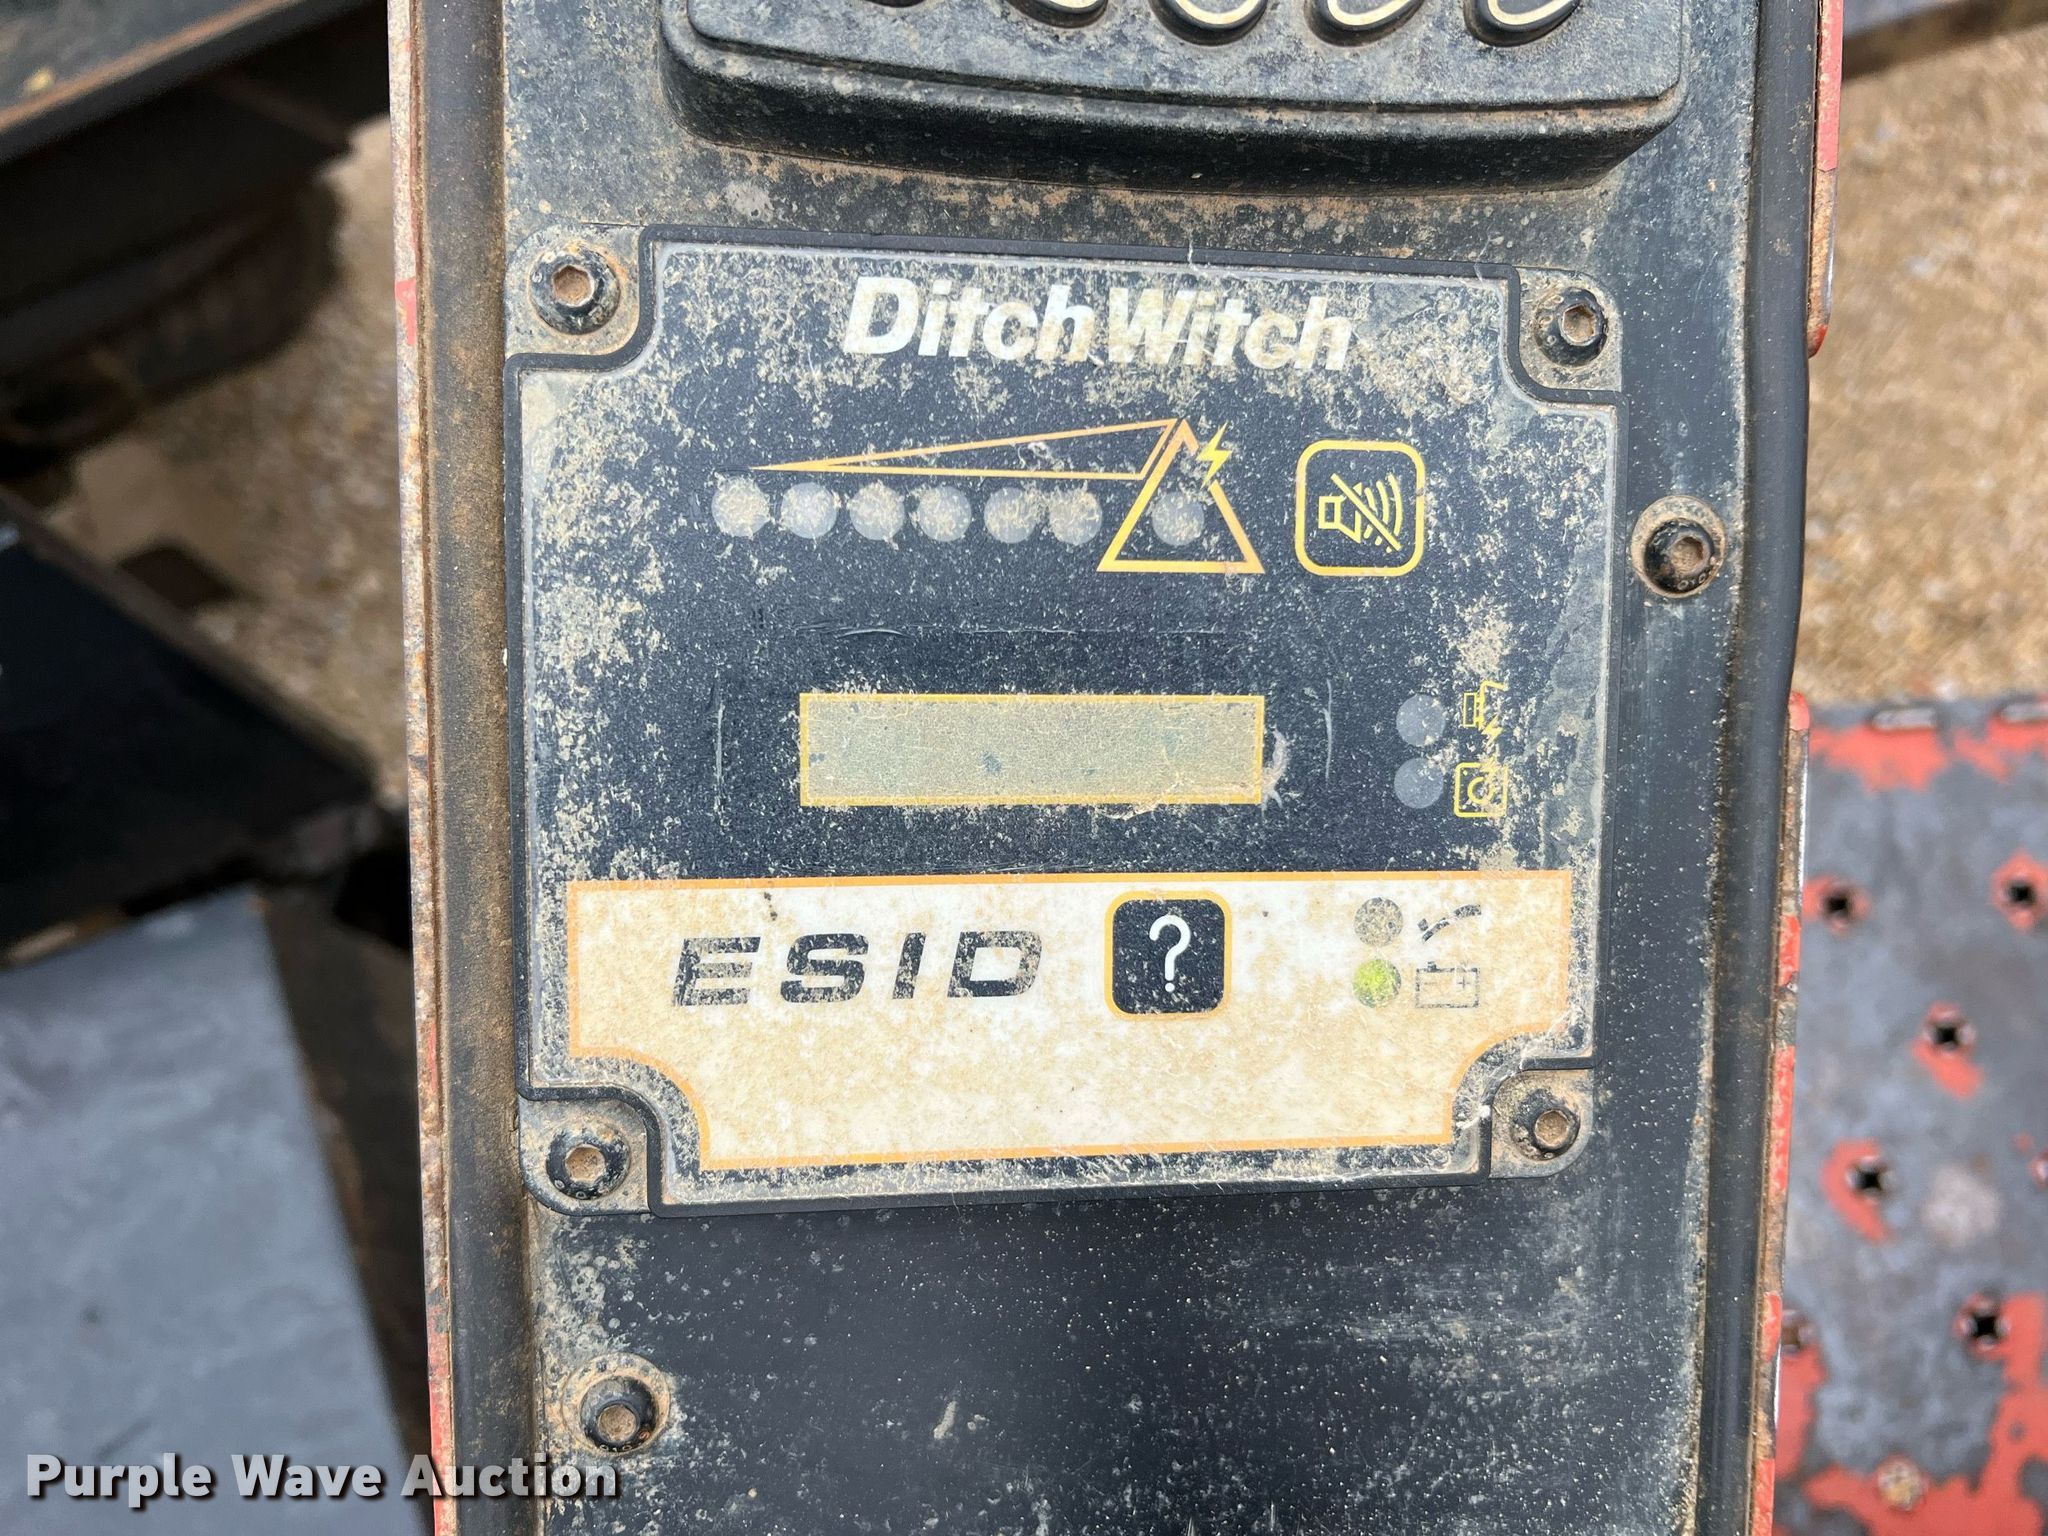 DitchWitch
ESID
?
Purple Wave Auction